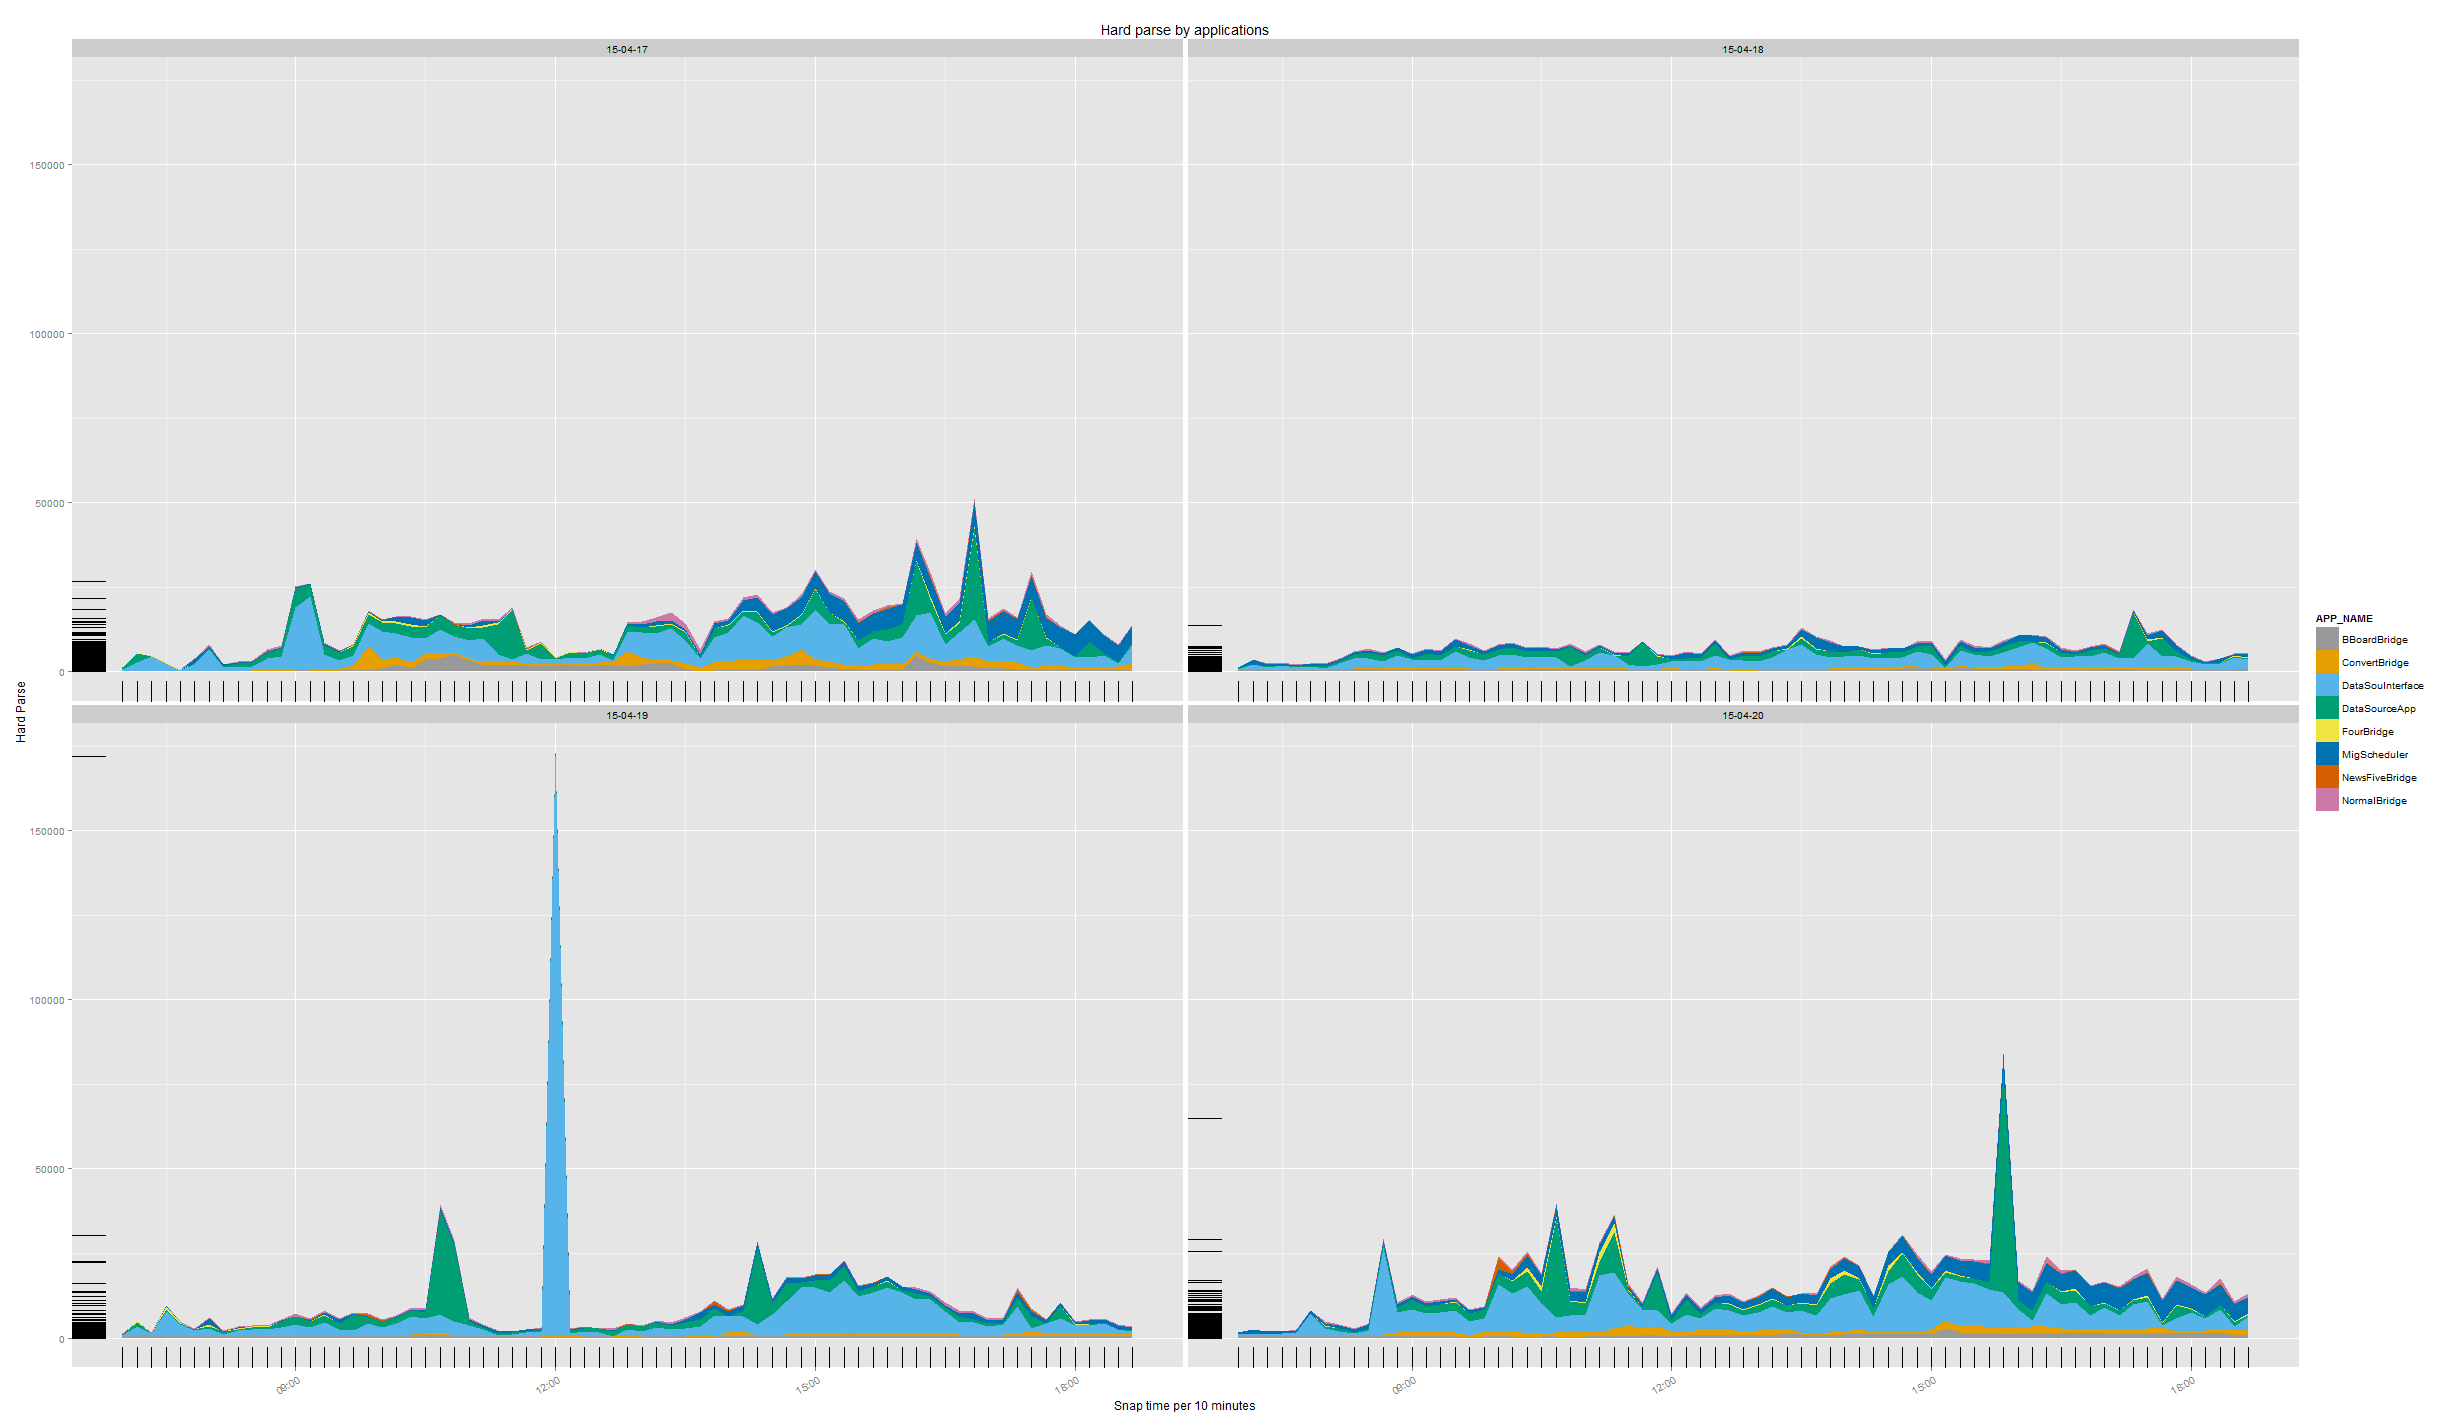 Hard parse by applications
15-04-17
15-04-18
150000
100000
50000
0
Hard Parse
15-04-19
15-04-20
150000
100000
50000
0
09:00
12:00
15:00
18:00
09:00
12:00
15:00
18:00
Snap time per 10 minutes
APP_NAME
BBoardBridge
ConvertBridge
DataSouInterface
DataSourceApp
FourBridge
MigScheduler
NewsFiveBridge
NormalBridge